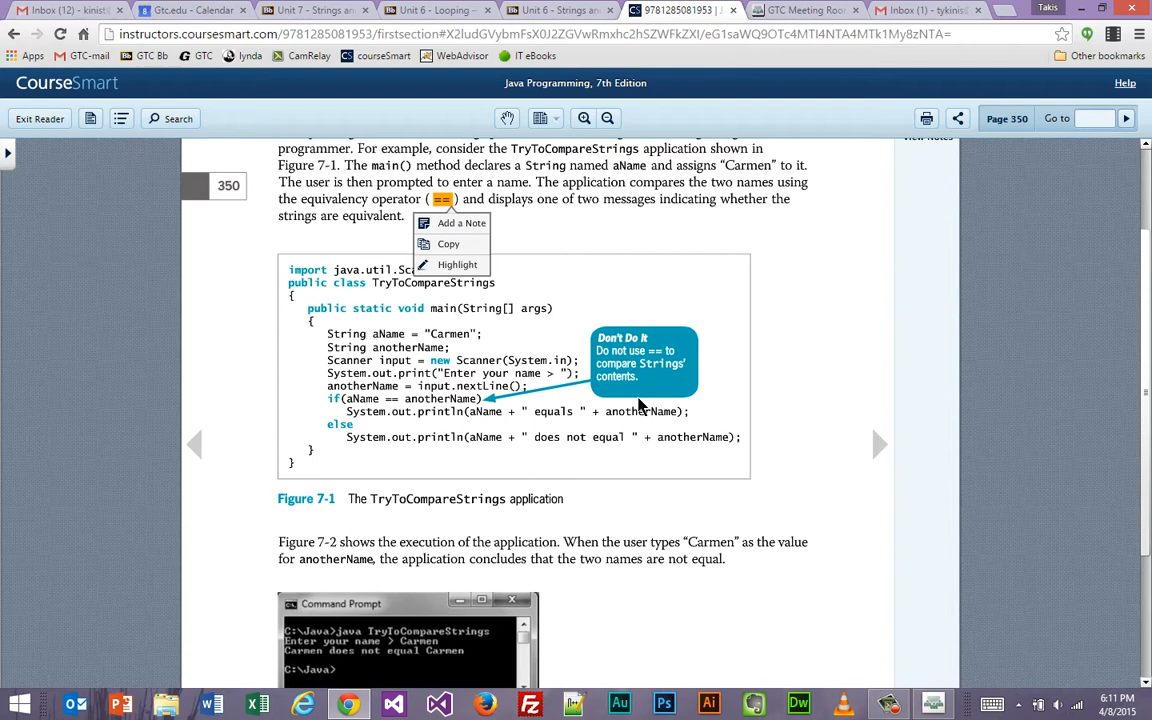 Inbox (12) - kinist
Gtc.edu - Calendar
Unit 7 - Strings an
Unit 6 - Looping –
Unit 6 - Strings an
9781285081953 | J
GTC Meeting Room
Inbox (1) - tykinis
Takis
instructors.coursesmart.com/9781285081953/firstsection#X2ludGVybmFsX0J2ZGVwRmxhc2hSZWFkZXI/eG1saWQ9OTc4MTI4NTA4MTk1My8zNTA=
Apps
GTC-mail
GTC Bb
GTC
lynda
CamRelay
courseSmart
WebAdvisor
IT eBooks
Other bookmarks
CourseSmart
Java Programming, 7th Edition
Help
Exit Reader
Search
Page 350
Go to
View Notes
programmer. For example, consider the TryToCompareStrings application shown in
Figure 7-1. The main() method declares a String named aName and assigns “Carmen” to it.
350
The user is then prompted to enter a name. The application compares the two names using
the equivalency operator ( == ) and displays one of two messages indicating whether the
strings are equivalent.
Add a Note
Copy
Highlight
import java.util.Sc
public class TryToCompareStrings
{
public static void main(String[] args)
{
String aName = "Carmen";
String anotherName;
Scanner input = new Scanner(System.in);
System.out.print("Enter your name > ");
anotherName = input.nextLine();
if(aName == anotherName)
System.out.println(aName + " equals " + anotherName);
else
System.out.println(aName + " does not equal " + anotherName);
}
}
Don't Do It
Do not use == to
compare Strings'
contents.
Figure 7-1 The TryToCompareStrings application
Figure 7-2 shows the execution of the application. When the user types “Carmen” as the value
for anotherName, the application concludes that the two names are not equal.
Command Prompt
C:\Java>java TryToCompareStrings
Enter your name > Carmen
Carmen does not equal Carmen
C:\Java>
6:11 PM
4/8/2015